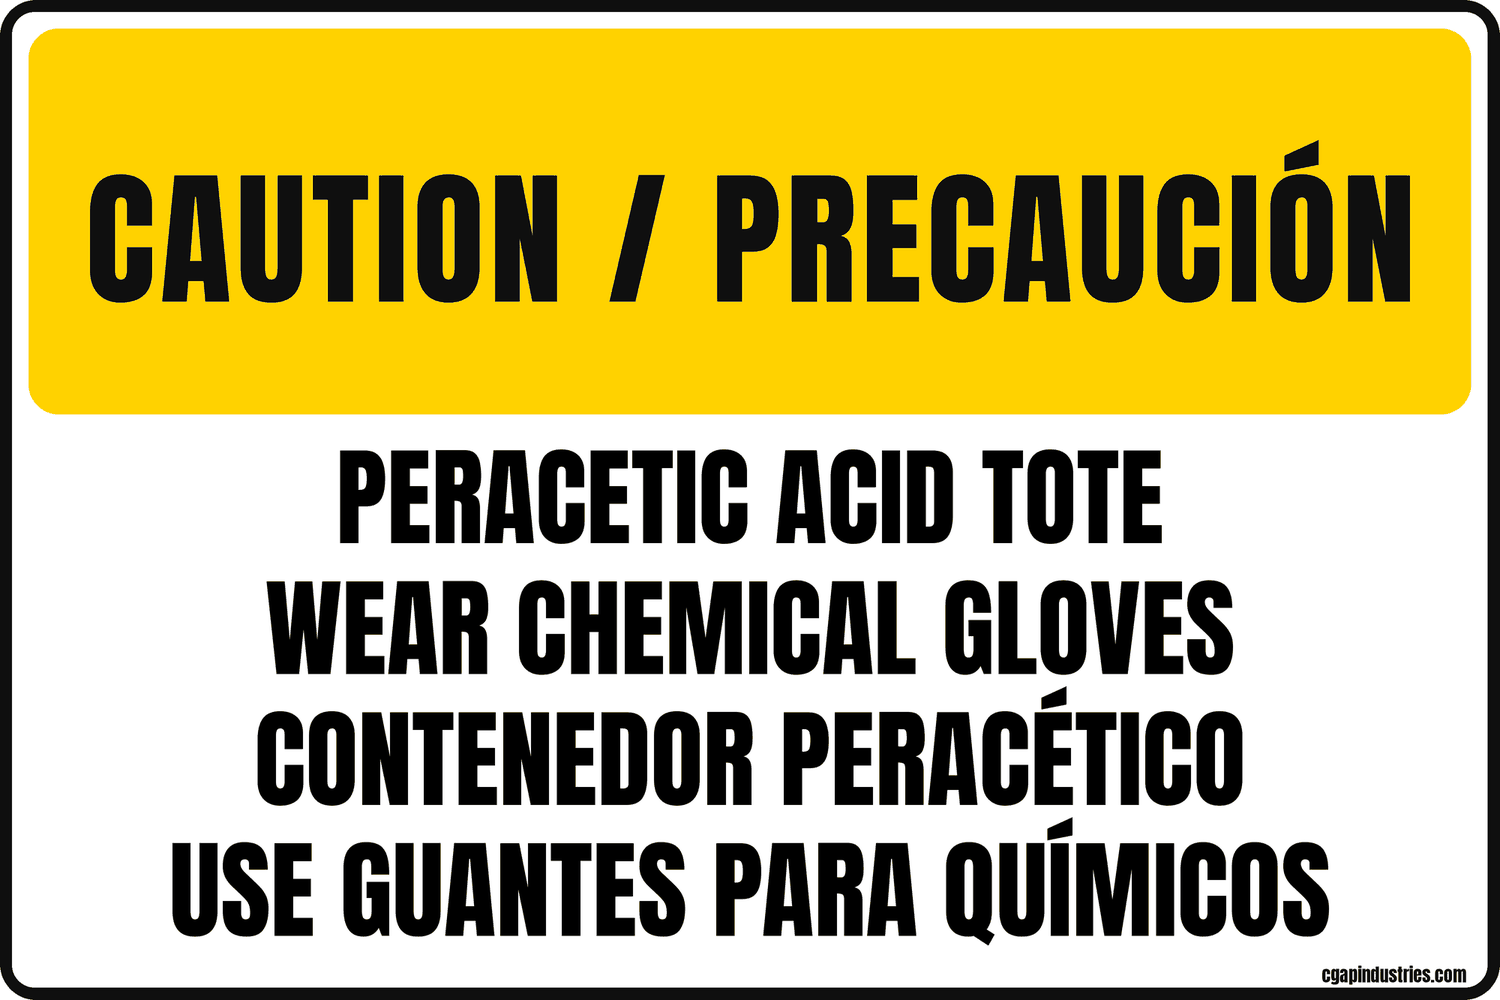 CAUTION / PRECAUCIÓN
PERACETIC ACID TOTE
WEAR CHEMICAL GLOVES
CONTENEDOR PERACÉTICO
USE GUANTES PARA QUÍMICOS
cgapindustries.com